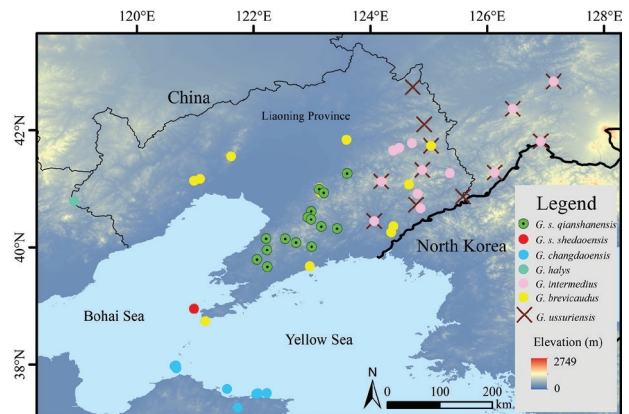 120°E
122°E
124°E
126°E
128°E
China
Liaoning Province
42°N
40°N
38°N
North Korea
Bohai Sea
Yellow Sea
Legend
G. s. qianshanensis
G. s. shedaoensis
G. changdaoensis
G. halys
G. intermedius
G. brevicaudus
G. ussuriensis
Elevation (m)
2749
0
N
0 100 200
km